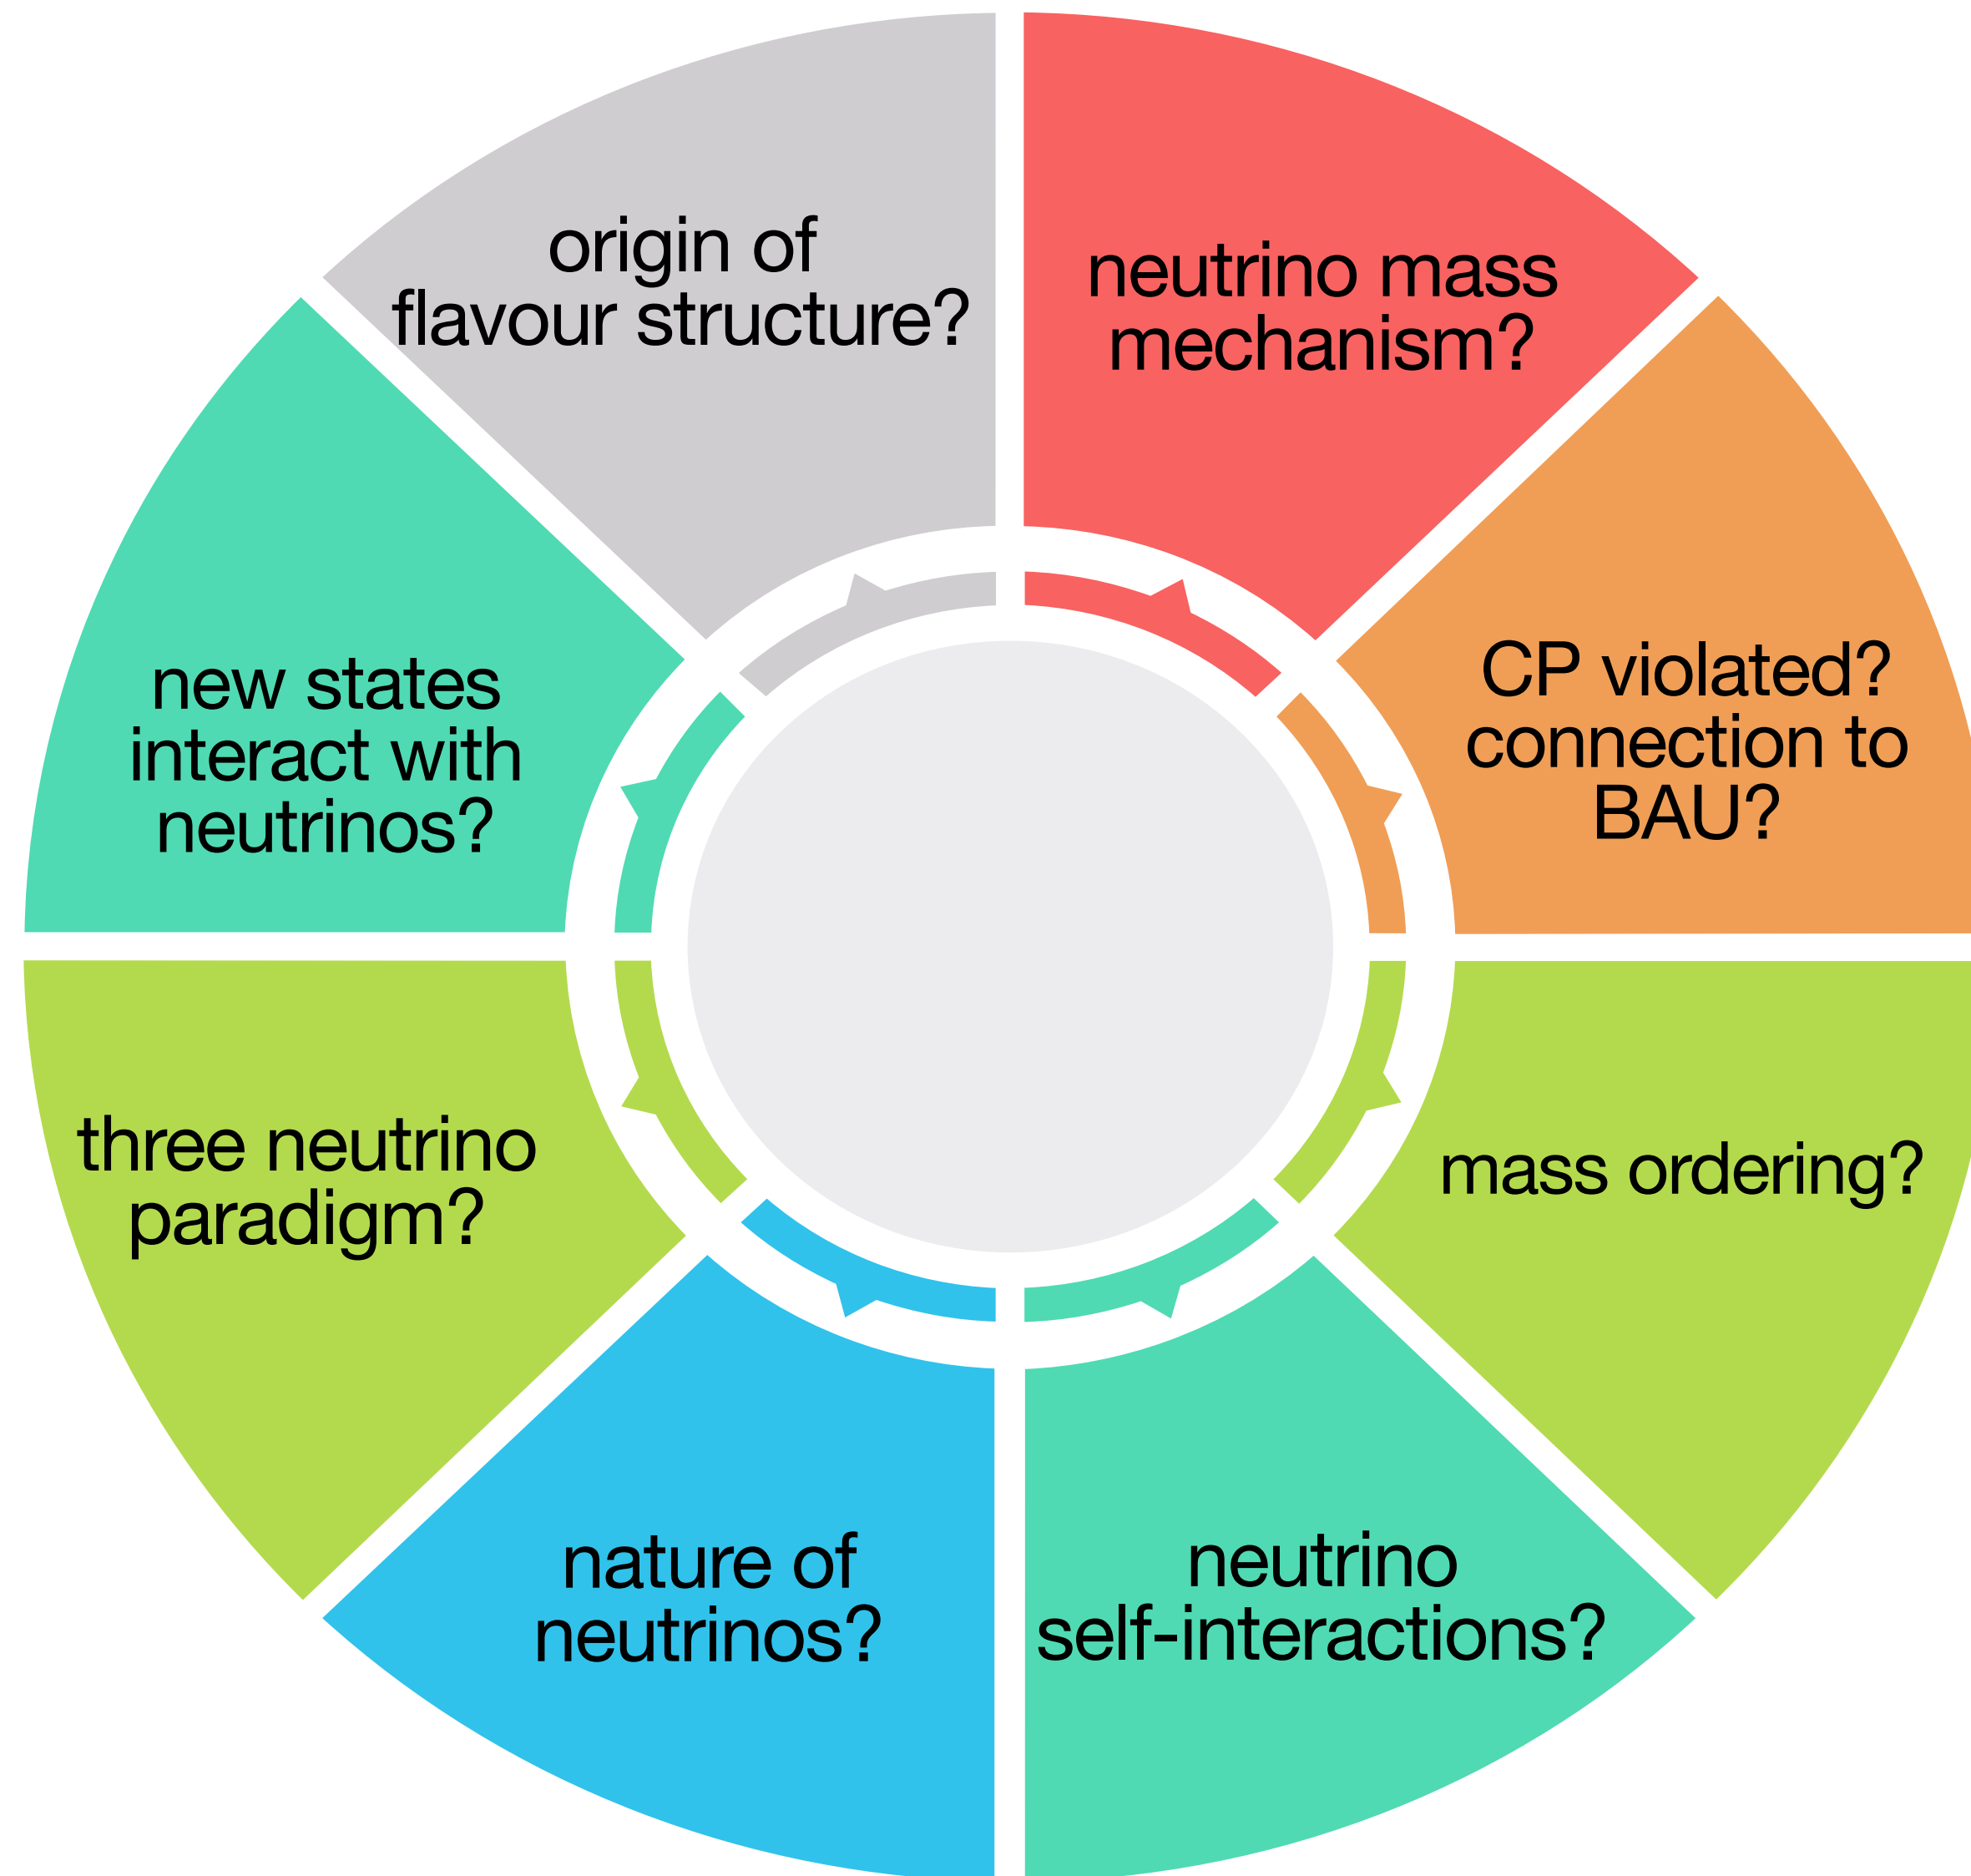 origin of
flavour structure?
neutrino mass
mechanism?
CP violated?
connection to
BAU?
mass ordering?
neutrino
self-interactions?
nature of
neutrinos?
three neutrino
paradigm?
new states
interact with
neutrinos?